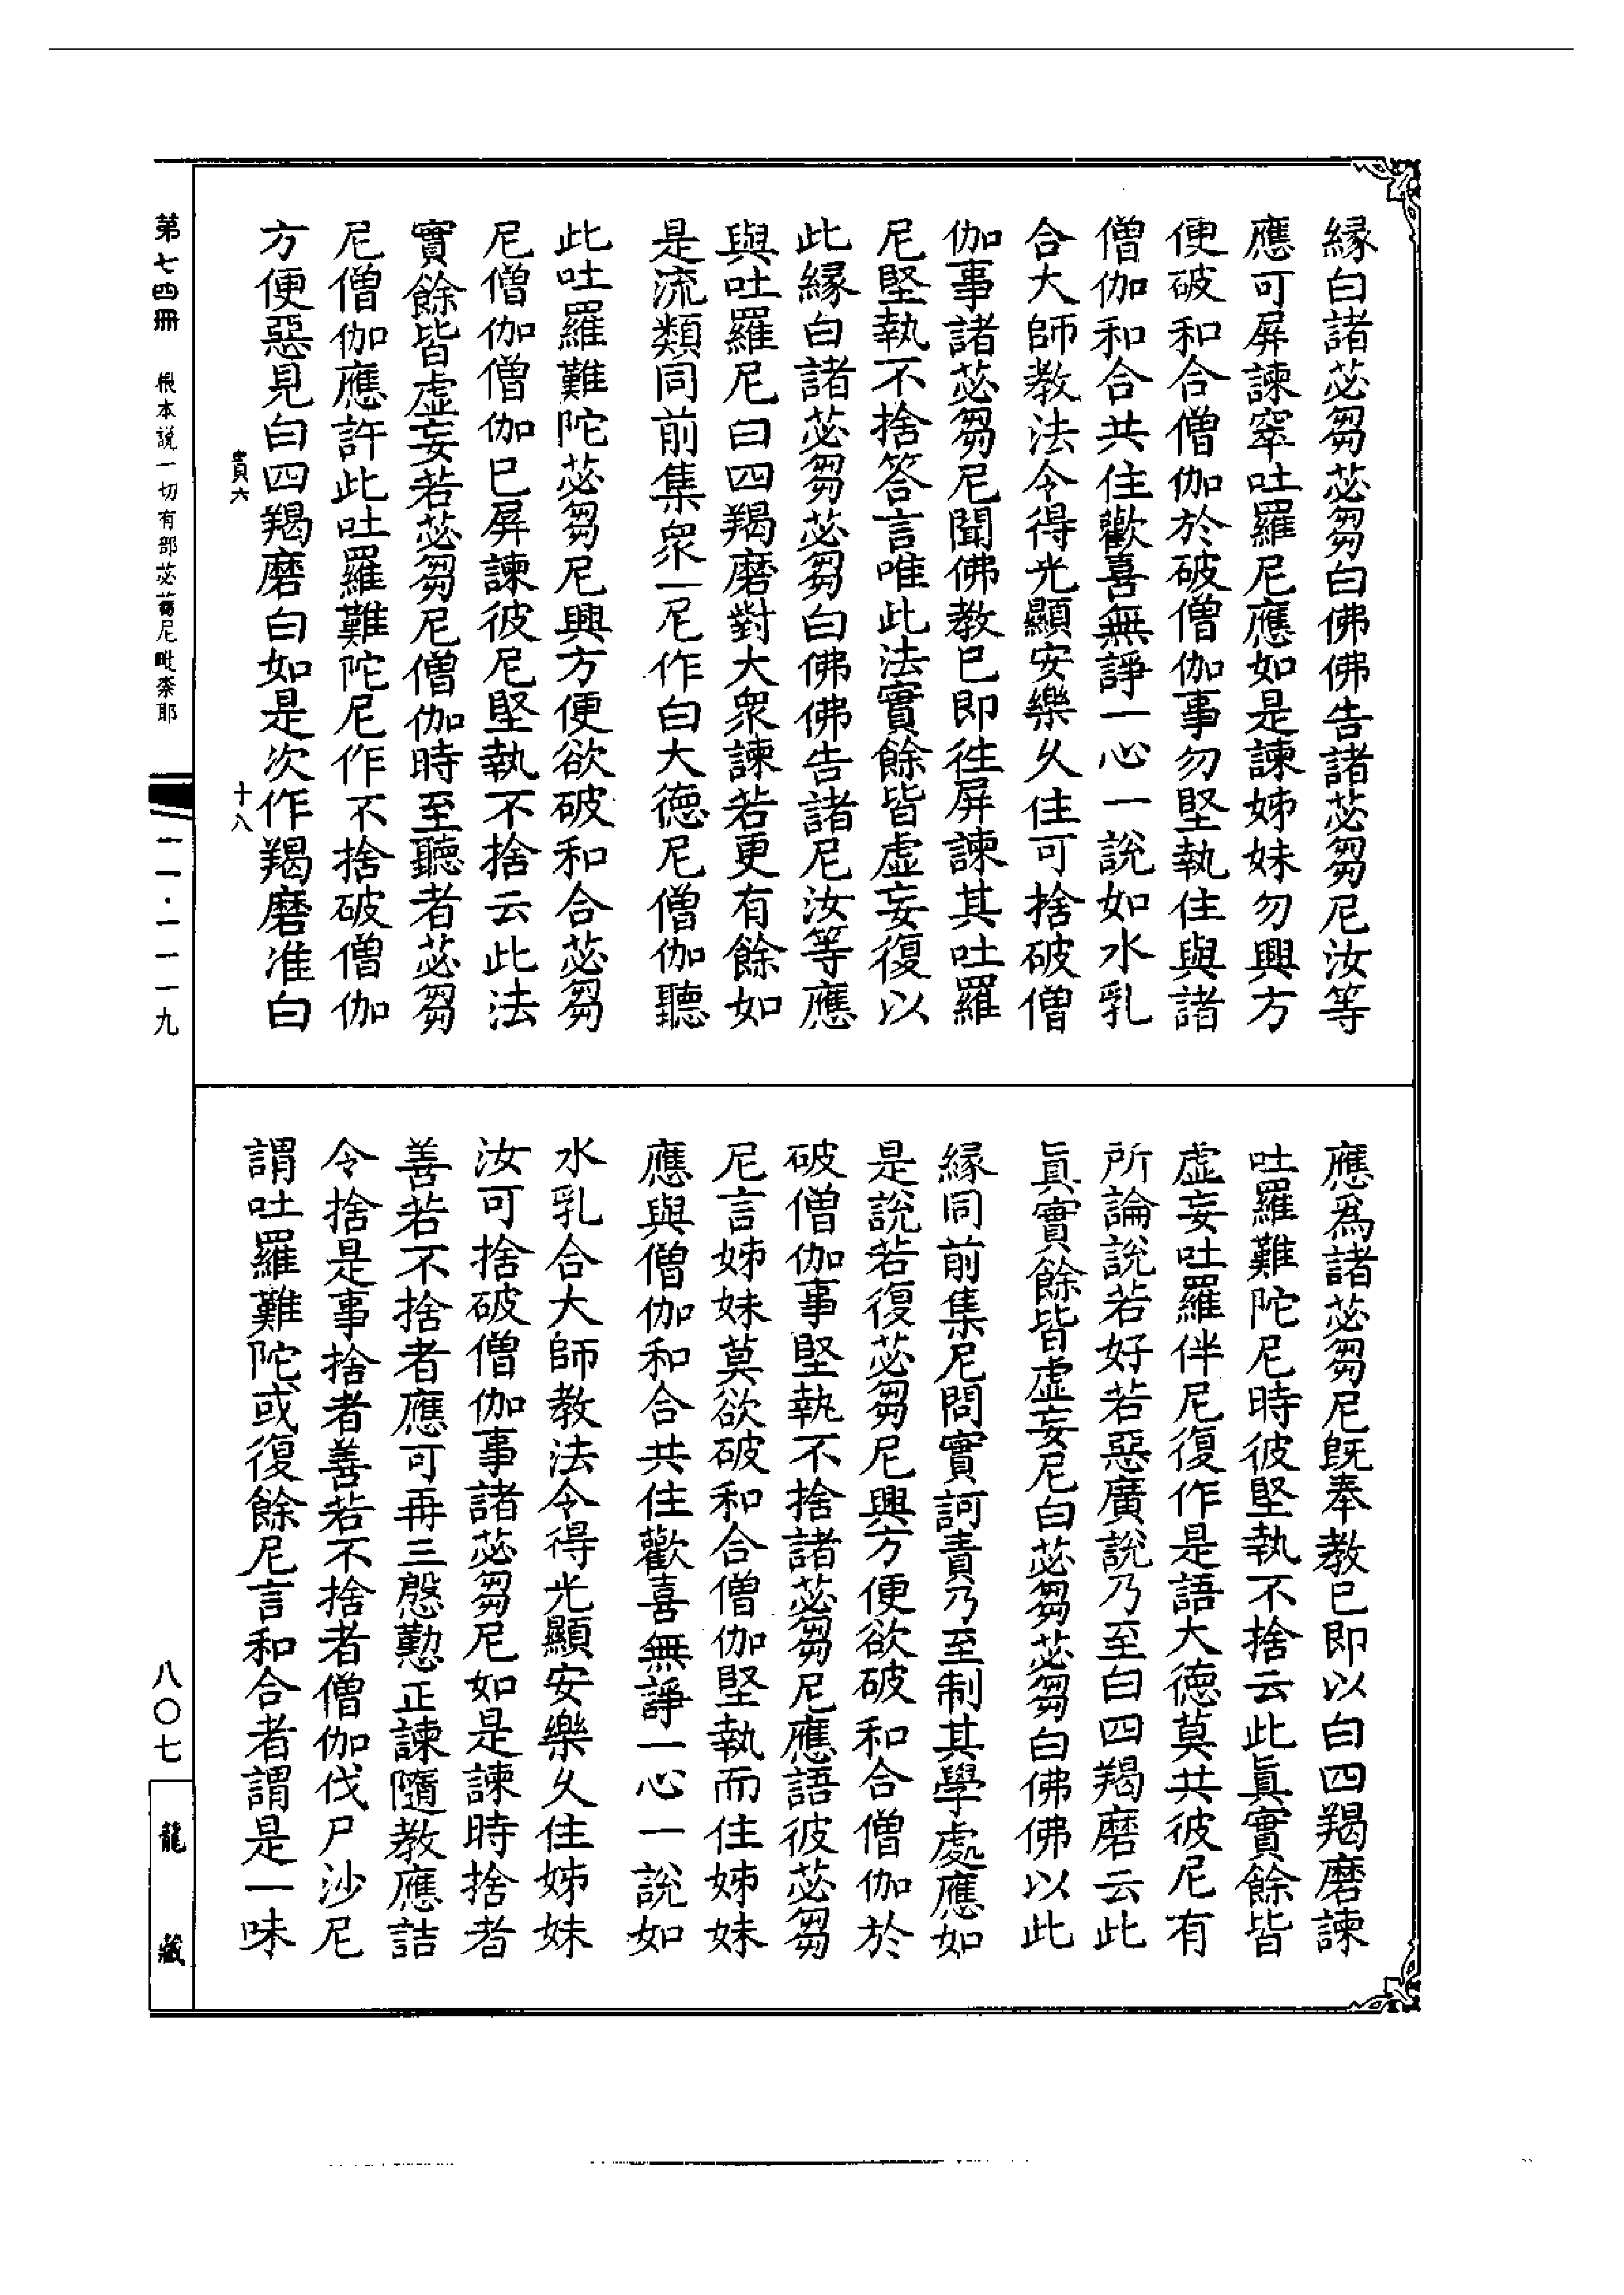 縁白諸苾芻苾芻白佛佛告諸苾芻尼汝等
應可屏諫窣吐羅尼應如是諫姊妹勿興方
便破和合僧伽於破僧伽事勿堅執住與諸
僧伽和合共住歡喜無諍一心一說如水乳
合大師教法令得光顯安樂久住可捨破僧
伽事諸苾芻尼聞佛教已即往屏諫其吐羅
尼堅執不捨答言唯此法實餘皆虛妄復以
此縁白諸苾芻苾芻白佛佛告諸尼汝等應
與吐羅尼曰四羯磨對大衆諫若更有餘如
是流類同前集衆一尼作白大德尼僧伽聽
此吐羅難陀苾芻尼興方便欲破和合苾芻
尼僧伽僧伽已屏諫彼尼堅執不捨云此法
實餘皆虛妄若苾芻尼僧伽時至聽者苾芻
尼僧伽應許此吐羅難陀尼作不捨破僧伽
方便惡見白四羯磨白如是次作羯磨准白
貴六 十八
應爲諸苾芻尼旣奉教已即以白四羯磨諫
吐羅難陀尼時彼堅執不捨云此眞實餘皆
虛妄吐羅伴尼復作是語大德莫共彼尼有
所論說若好若惡廣說乃至白四羯磨云此
眞實餘皆虛妄尼白苾芻苾芻白佛佛以此
縁同前集尼問實訶責乃至制其學處應如
是說若復苾芻尼興方便欲破和合僧伽於
破僧伽事堅執不捨諸苾芻尼應語彼苾芻
尼言姊妹莫欲破和合僧伽堅執而住姊妹
應與僧伽和合共住歡喜無諍一心一說如
水乳合大師教法令得光顯安樂久住姊妹
汝可捨破僧伽事諸苾芻尼如是諫時捨者
善若不捨者應可再三慇懃正諫隨教應詰
令捨是事捨者善若不捨者僧伽伐尸沙尼
謂吐羅難陀或復餘尼言和合者謂是一味
第七四冊 根本說一切有部苾芻尼毗柰耶 一一·一一一九 八〇七 龍藏